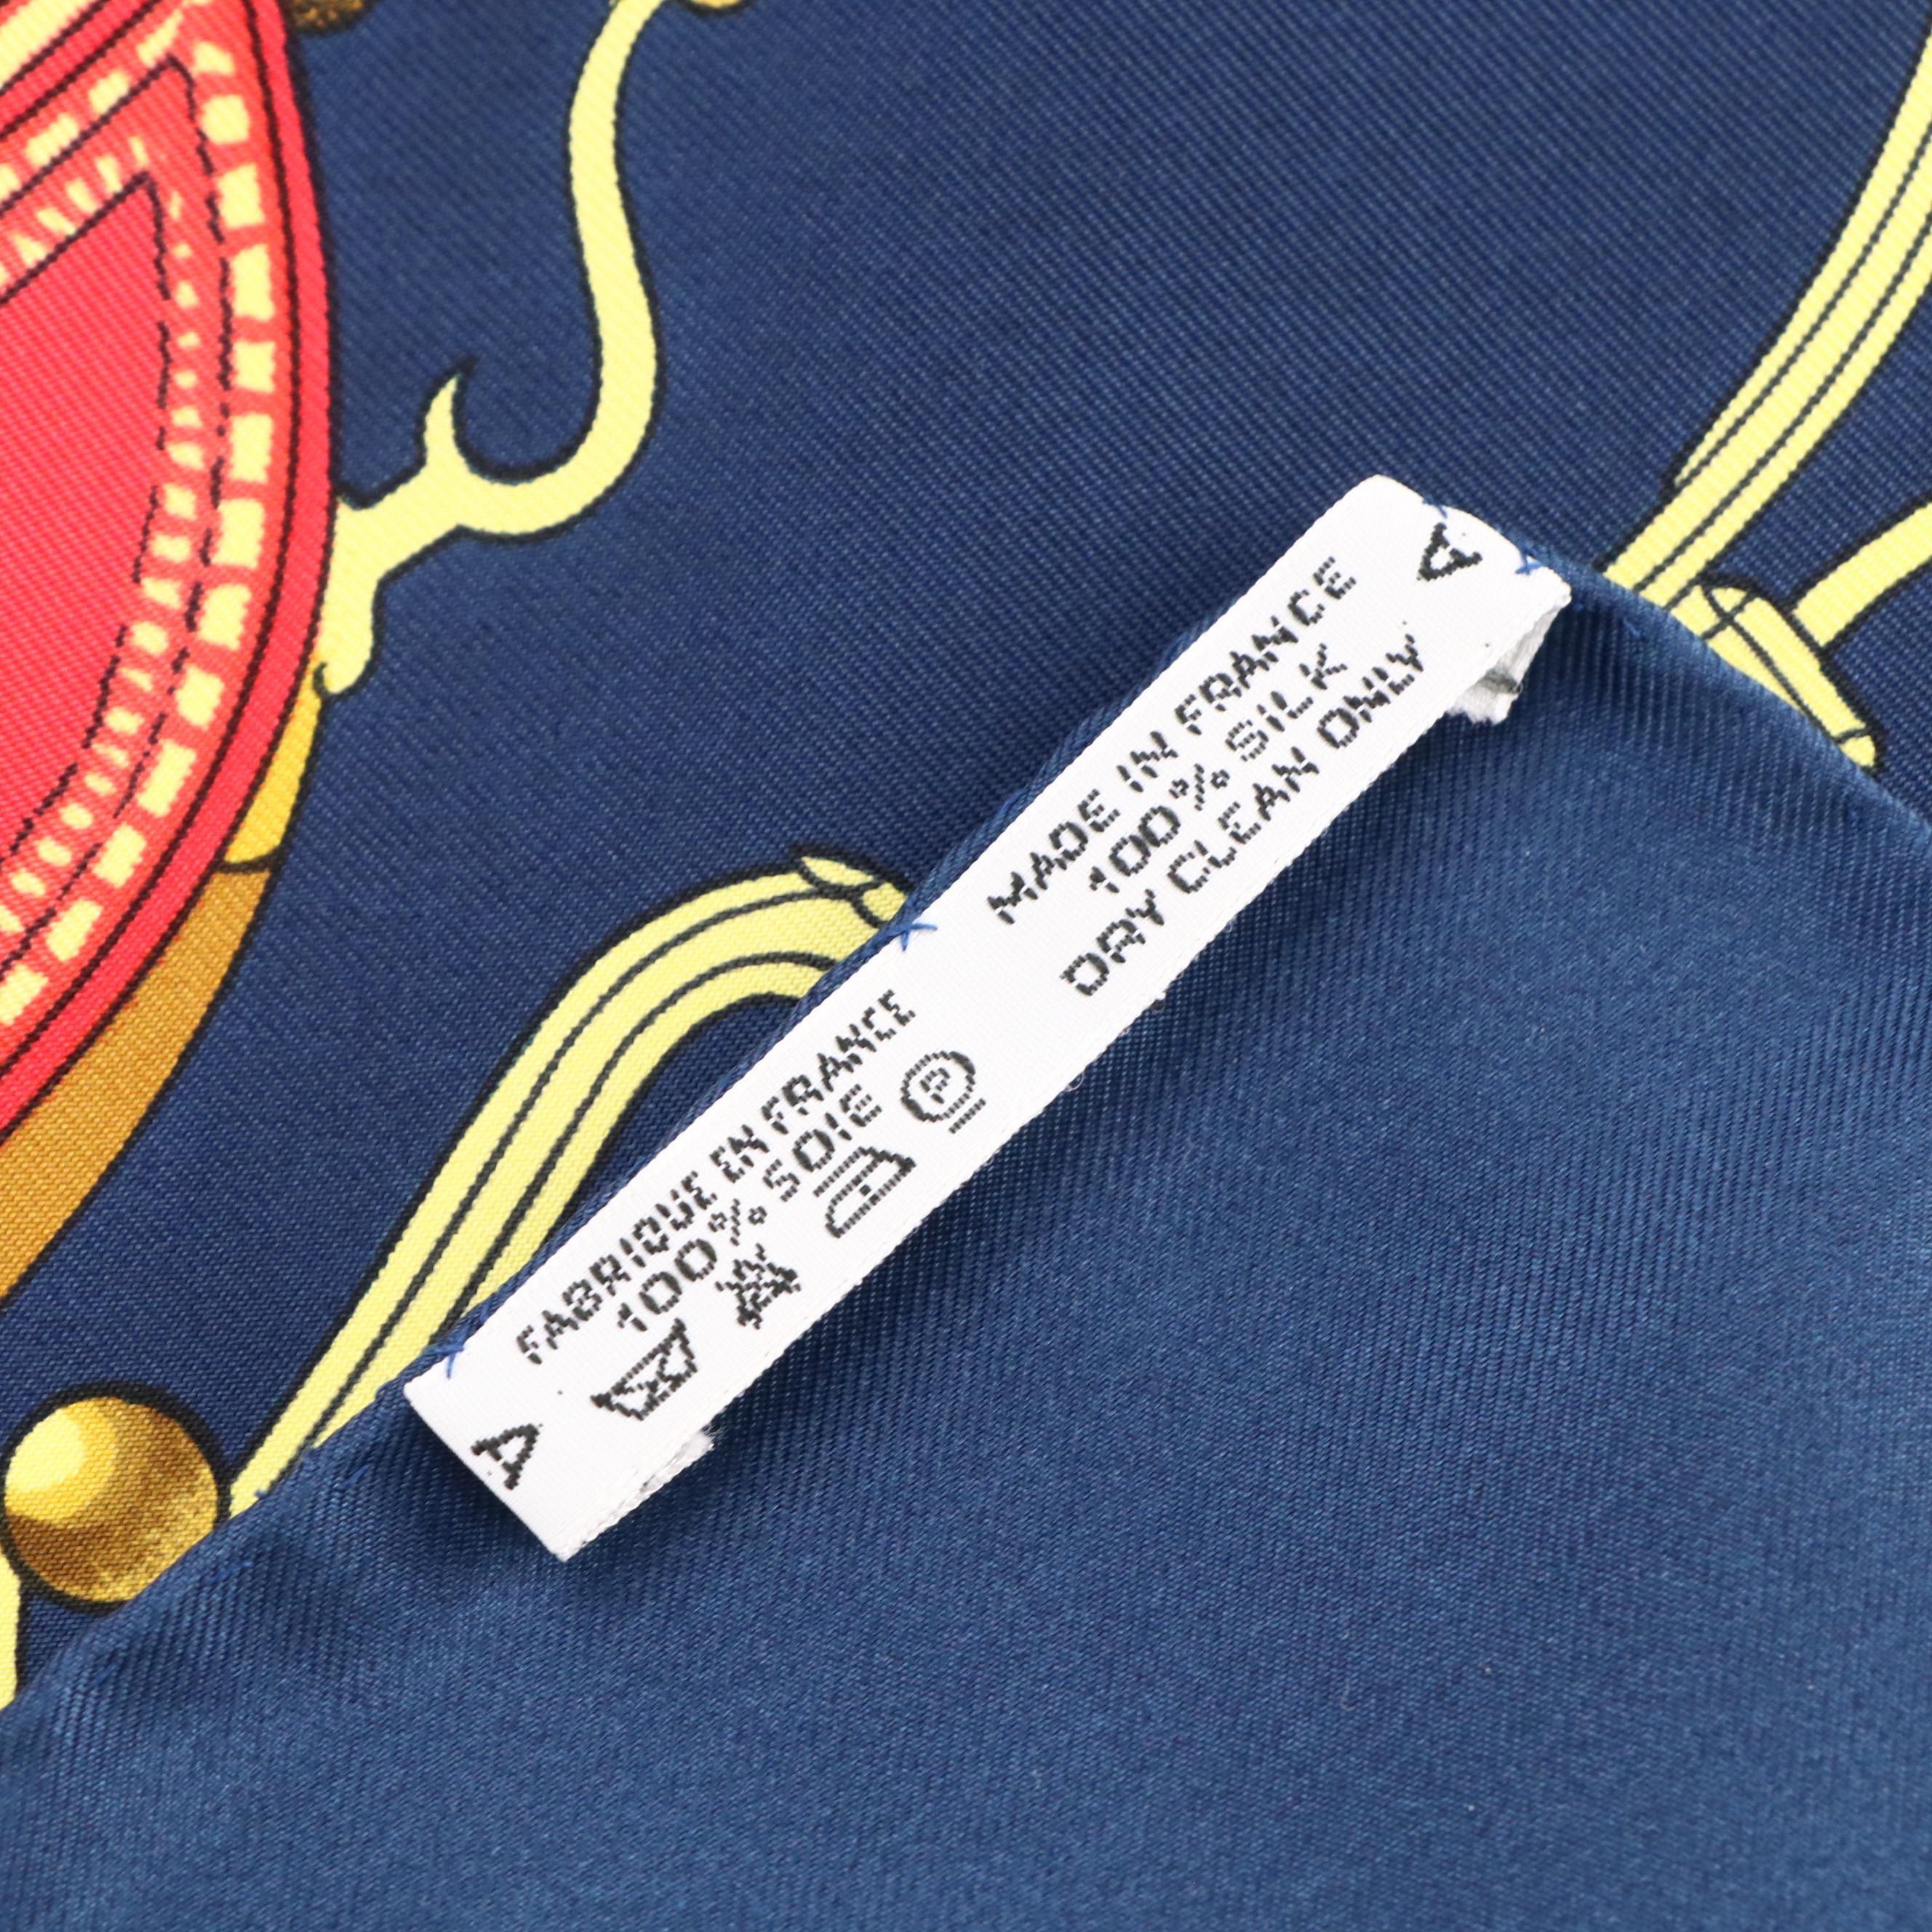 A
FABRIQUE EN FRANCE
100% SOIE
P
MADE IN FRANCE
100% SILK
DRY CLEAN ONLY
A